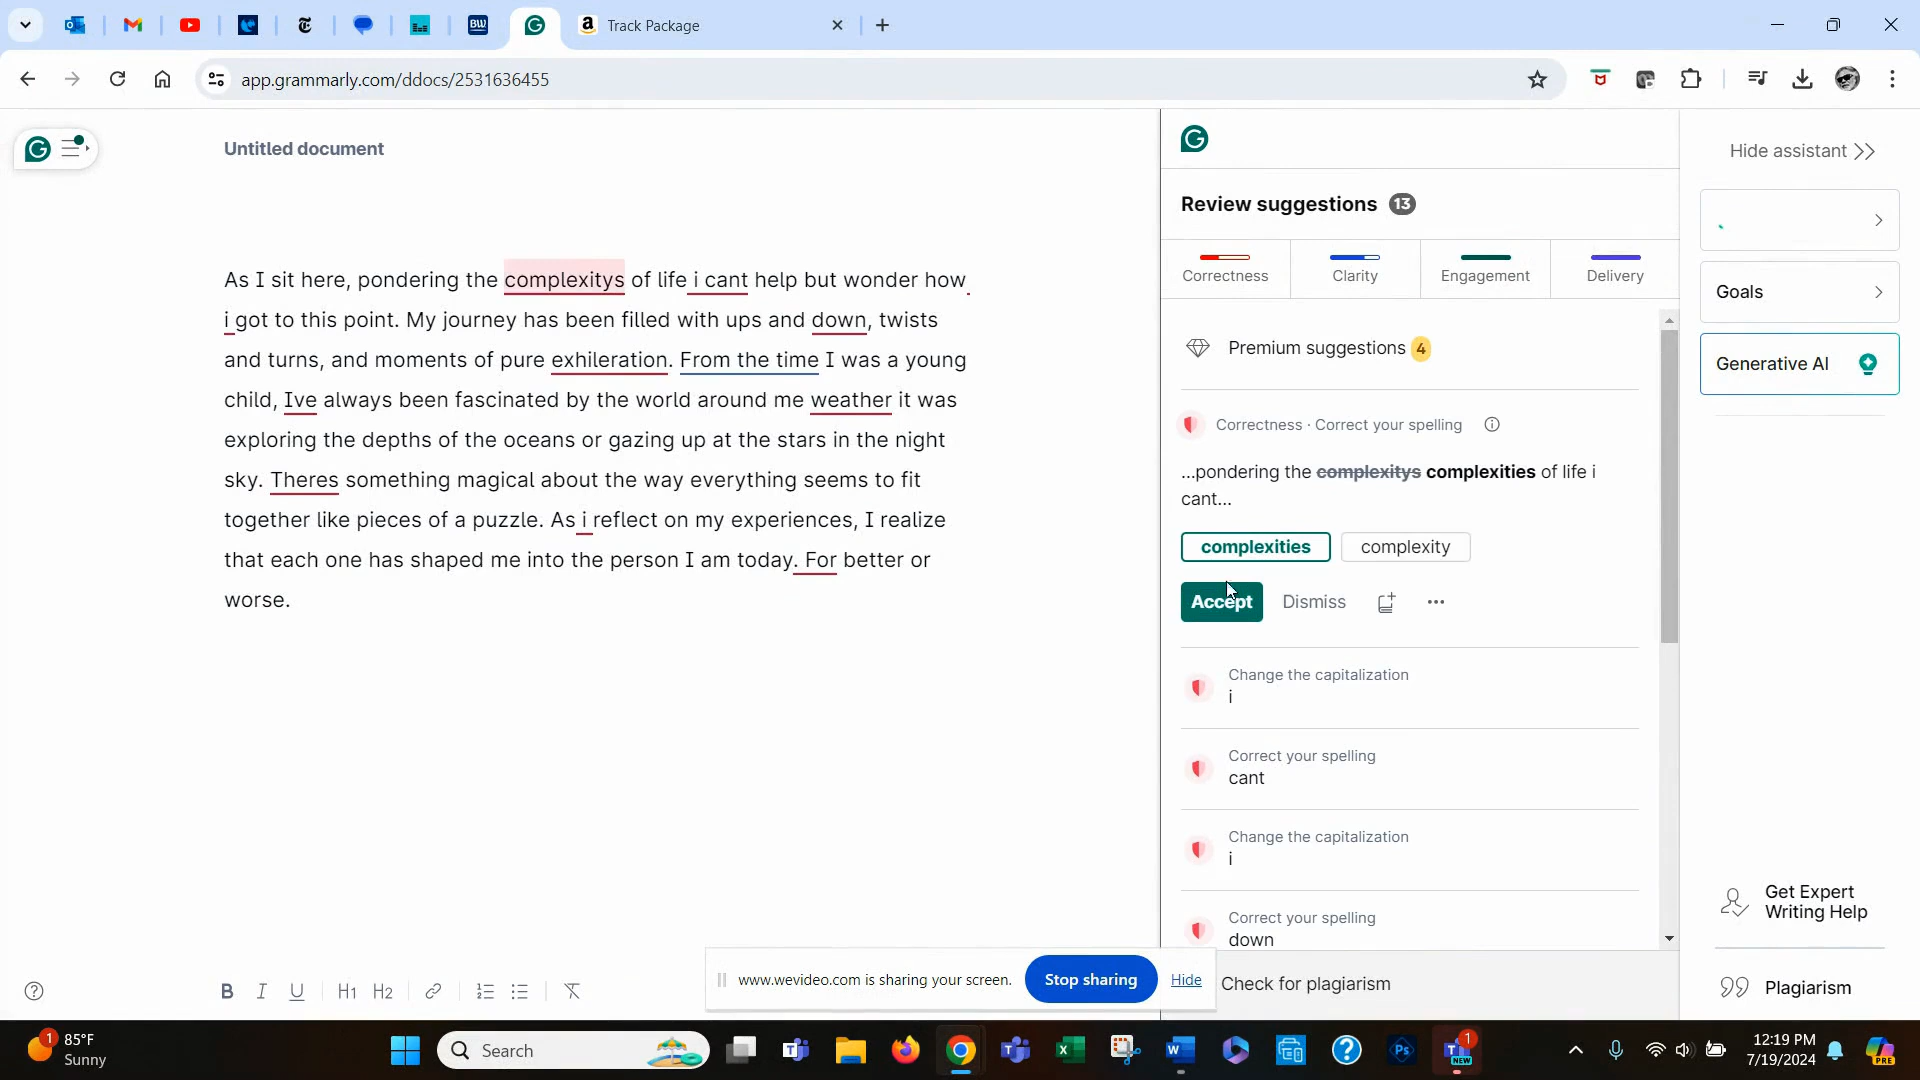 Track Package
app.grammarly.com/ddocs/2531636455
Untitled document
Hide assistant
Review suggestions 13
Correctness
Clarity
Engagement
Delivery
Goals
Generative AI
As I sit here, pondering the complexitys of life i cant help but wonder how
i got to this point. My journey has been filled with ups and down, twists
and turns, and moments of pure exhileration. From the time I was a young
child, Ive always been fascinated by the world around me weather it was
exploring the depths of the oceans or gazing up at the stars in the night
sky. Theres something magical about the way everything seems to fit
together like pieces of a puzzle. As i reflect on my experiences, I realize
that each one has shaped me into the person I am today. For better or
worse.
Premium suggestions 4
Correctness · Correct your spelling
...pondering the complexitys complexities of life i
cant...
complexities
complexity
Accept
Dismiss
Change the capitalization
i
Correct your spelling
cant
Change the capitalization
i
Correct your spelling
down
Get Expert
Writing Help
Check for plagiarism
Plagiarism
B I U H1 H2
www.wevideo.com is sharing your screen.
Stop sharing
Hide
1
85°F
Sunny
Search
1
NEW
12:19 PM
7/19/2024
PRE
BW
a
G
X
W
Ps
?